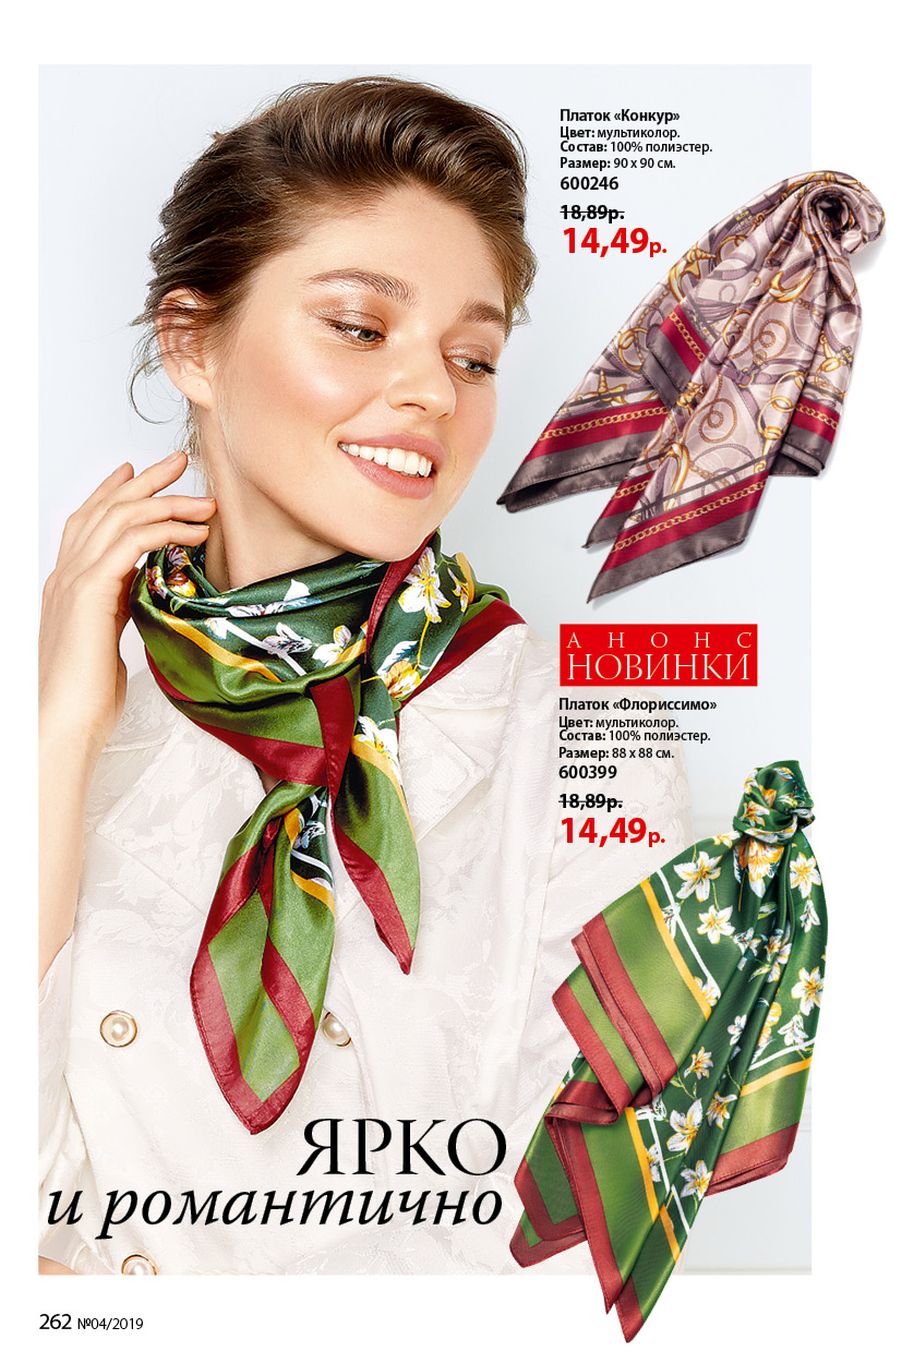 Платок «Конкур»
Цвет: мультиколор.
Состав: 100% полиэстер.
Размер: 90 х 90 см.
600246
18,89р.
14,49р.
АНОНС
НОВИНКИ
Платок «Флориссимо»
Цвет: мультиколор.
Состав: 100% полиэстер.
Размер: 88 х 88 см.
600399
18,89р.
14,49р.
ЯРКО
и романтично
262 №04/2019